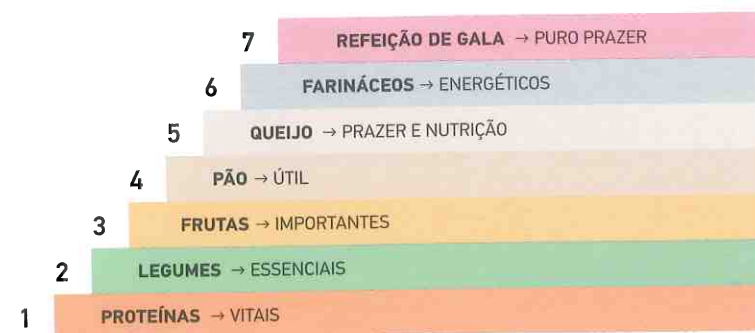 7 REFEIÇÃO DE GALA → PURO PRAZER
6 FARINÁCEOS → ENERGÉTICOS
5 QUEIJO → PRAZER E NUTRIÇÃO
4 PÃO → ÚTIL
3 FRUTAS → IMPORTANTES
2 LEGUMES → ESSENCIAIS
1 PROTEÍNAS → VITAIS